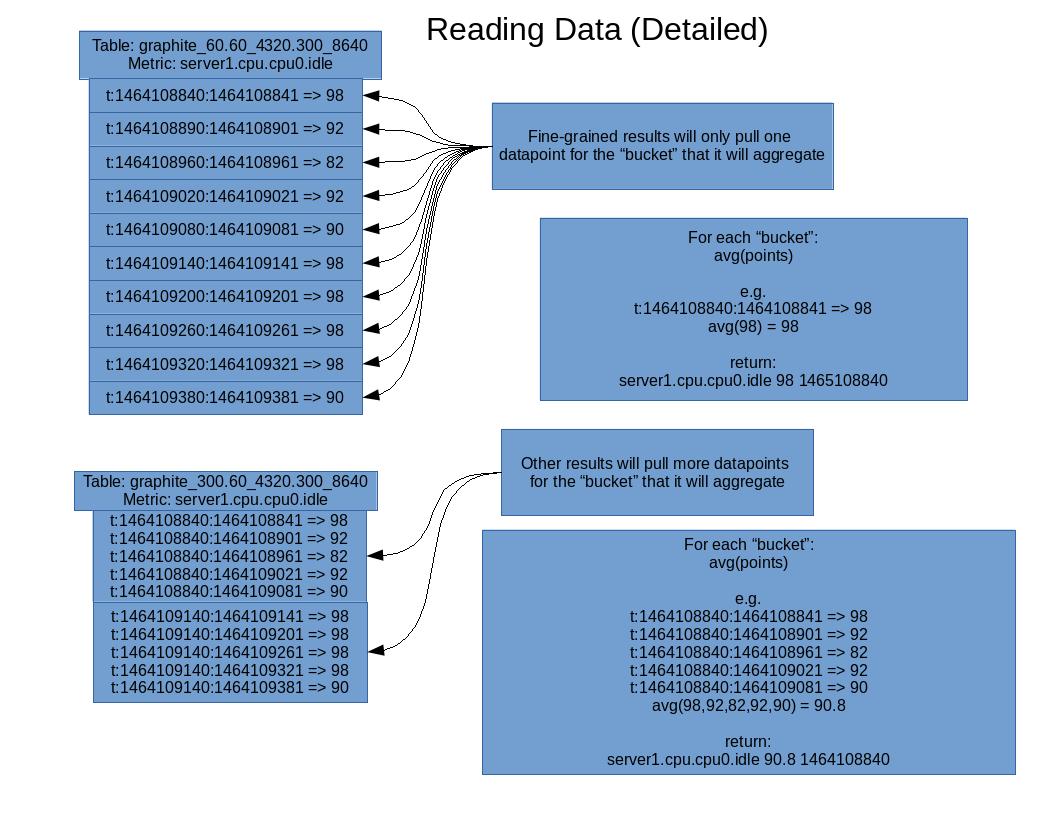 Reading Data (Detailed)
Table: graphite_60.60_4320.300_8640
Metric: server1.cpu.cpu0.idle
t:1464108840:1464108841 => 98
t:1464108890:1464108901 => 92
t:1464108960:1464108961 => 82
t:1464109020:1464109021 => 92
t:1464109080:1464109081 => 90
t:1464109140:1464109141 => 98
t:1464109200:1464109201 => 98
t:1464109260:1464109261 => 98
t:1464109320:1464109321 => 98
t:1464109380:1464109381 => 90
Fine-grained results will only pull one
datapoint for the “bucket” that it will aggregate
For each “bucket”:
avg(points)
e.g.
t:1464108840:1464108841 => 98
avg(98) = 98
return:
server1.cpu.cpu0.idle 98 1465108840
Table: graphite_300.60_4320.300_8640
Metric: server1.cpu.cpu0.idle
t:1464108840:1464108841 => 98
t:1464108840:1464108901 => 92
t:1464108840:1464108961 => 82
t:1464108840:1464109021 => 92
t:1464108840:1464109081 => 90
t:1464109140:1464109141 => 98
t:1464109140:1464109201 => 98
t:1464109140:1464109261 => 98
t:1464109140:1464109321 => 98
t:1464109140:1464109381 => 90
Other results will pull more datapoints
for the “bucket” that it will aggregate
For each “bucket”:
avg(points)
e.g.
t:1464108840:1464108841 => 98
t:1464108840:1464108901 => 92
t:1464108840:1464108961 => 82
t:1464108840:1464109021 => 92
t:1464108840:1464109081 => 90
avg(98,92,82,92,90) = 90.8
return:
server1.cpu.cpu0.idle 90.8 1464108840